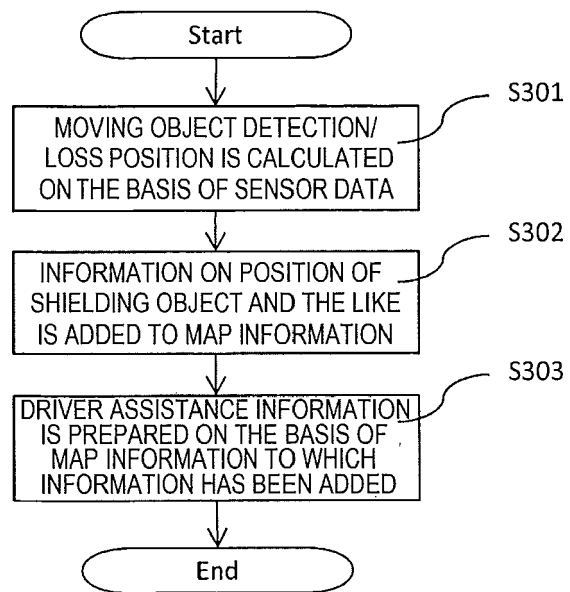 Start
S301
MOVING OBJECT DETECTION/
LOSS POSITION IS CALCULATED
ON THE BASIS OF SENSOR DATA
S302
INFORMATION ON POSITION OF
SHIELDING OBJECT AND THE LIKE
IS ADDED TO MAP INFORMATION
S303
DRIVER ASSISTANCE INFORMATION
IS PREPARED ON THE BASIS OF
MAP INFORMATION TO WHICH
INFORMATION HAS BEEN ADDED
End